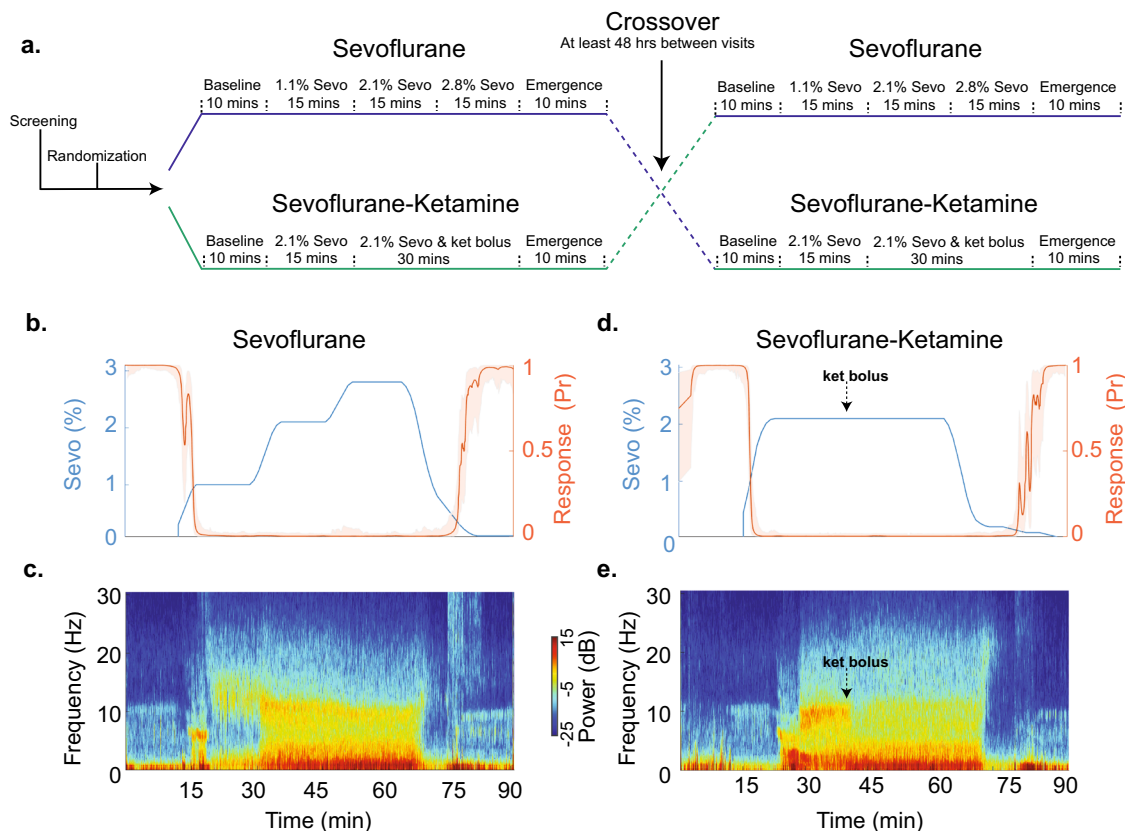 a.
Crossover
At least 48 hrs between visits
Sevoflurane
Sevoflurane
Baseline 1.1% Sevo 2.1% Sevo 2.8% Sevo Emergence
10 mins 15 mins 15 mins 15 mins 10 mins
Baseline 1.1% Sevo 2.1% Sevo 2.8% Sevo Emergence
10 mins 15 mins 15 mins 15 mins 10 mins
Screening
Randomization
Sevoflurane-Ketamine
Sevoflurane-Ketamine
Baseline 2.1% Sevo 2.1% Sevo & ket bolus Emergence
10 mins 15 mins 30 mins 10 mins
Baseline 2.1% Sevo 2.1% Sevo & ket bolus Emergence
10 mins 15 mins 30 mins 10 mins
b.
Sevoflurane
3
2
1
0
Sevo (%)
1
0.5
0
Response (Pr)
d.
Sevoflurane-Ketamine
ket bolus
3
2
1
0
Sevo (%)
1
0.5
0
Response (Pr)
c.
30
20
10
0
Frequency (Hz)
15 30 45 60 75 90
Time (min)
15
-5
-25
Power (dB)
e.
ket bolus
30
20
10
0
Frequency (Hz)
15 30 45 60 75 90
Time (min)